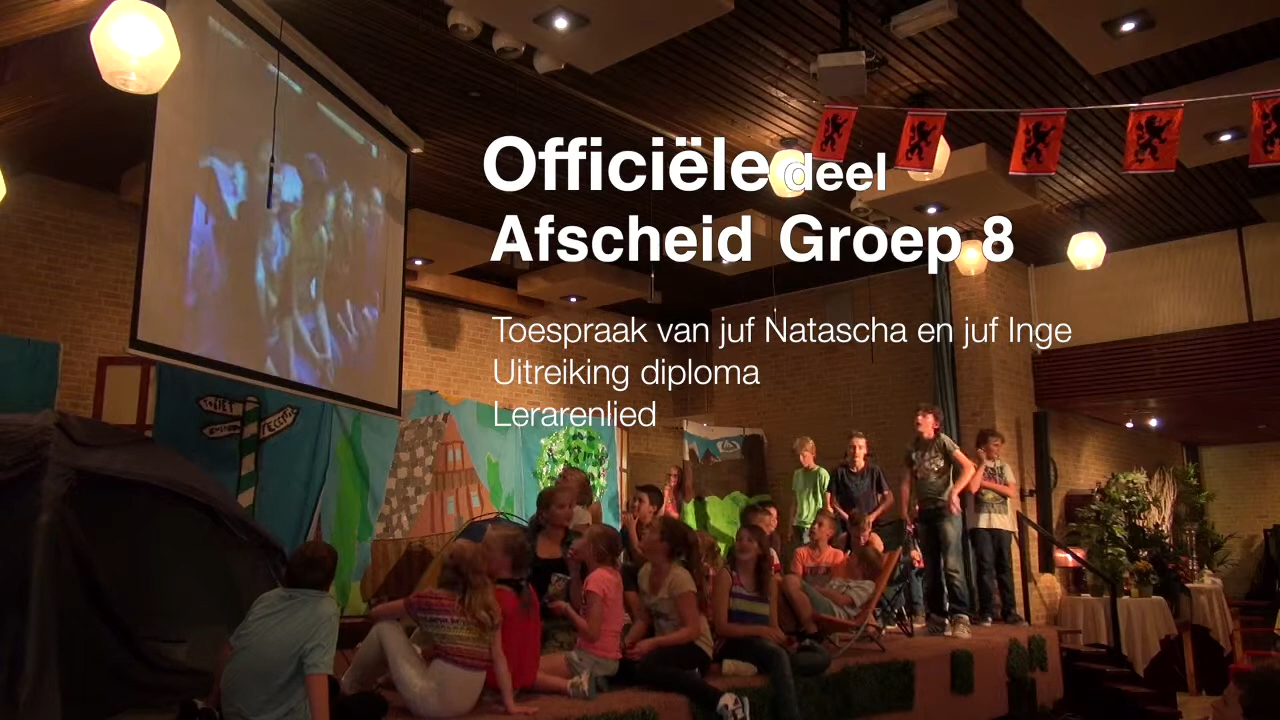 Officiële deel
Afscheid Groep 8
Toespraak van juf Natascha en juf Inge
Uitreiking diploma
Lerarenlied